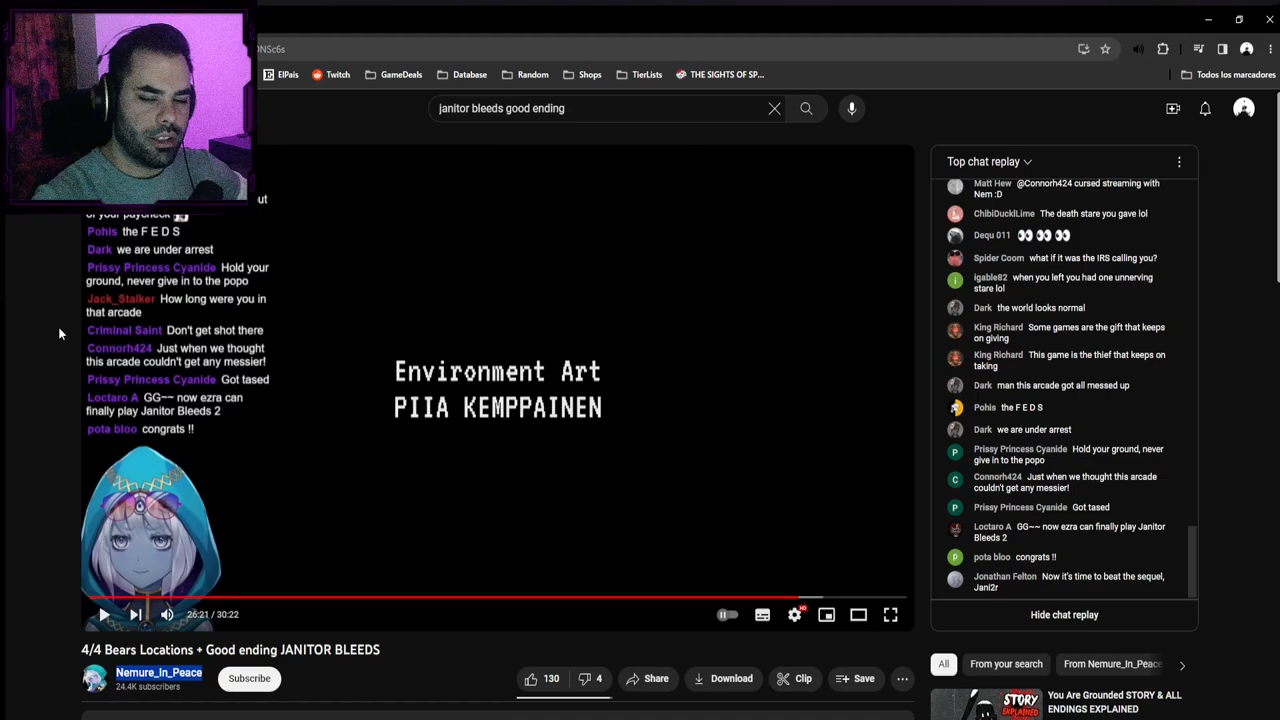 DNSc6s
ElPais
Twitch
GameDeals
Database
Random
Shops
TierLists
THE SIGHTS OF SP...
Todos los marcadores
janitor bleeds good ending
out
of your paycheck
Pohis the F E D S
Dark we are under arrest
Prissy Princess Cyanide Hold your
ground, never give in to the popo
Jack_Stalker How long were you in
that arcade
Criminal Saint Don't get shot there
Connorh424 Just when we thought
this arcade couldn't get any messier!
Prissy Princess Cyanide Got tased
Loctaro A GG~~ now ezra can
finally play Janitor Bleeds 2
pota bloo congrats !!
Environment Art
PIIA KEMPPAINEN
26:21 / 30:22
HD
4/4 Bears Locations + Good ending JANITOR BLEEDS
Nemure_In_Peace
24.4K subscribers
Subscribe
130
4
Share
Download
Clip
Save
Top chat replay
Matt Hew @Connorh424 cursed streaming with
Nem :D
ChibiDucklLime The death stare you gave lol
Dequ 011
Spider Coom what if it was the IRS calling you?
igable82 when you left you had one unnerving
stare lol
Dark the world looks normal
King Richard Some games are the gift that keeps
on giving
King Richard This game is the thief that keeps on
taking
Dark man this arcade got all messed up
Pohis the F E D S
Dark we are under arrest
P
Prissy Princess Cyanide Hold your ground, never
give in to the popo
C
Connorh424 Just when we thought this arcade
couldn't get any messier!
P
Prissy Princess Cyanide Got tased
Loctaro A GG~~ now ezra can finally play Janitor
Bleeds 2
p
pota bloo congrats !!
Jonathan Felton Now it's time to beat the sequel,
Jani2r
Hide chat replay
All
From your search
From Nemure_In_Peace
STORY
EXPLAINED
You Are Grounded STORY & ALL
ENDINGS EXPLAINED